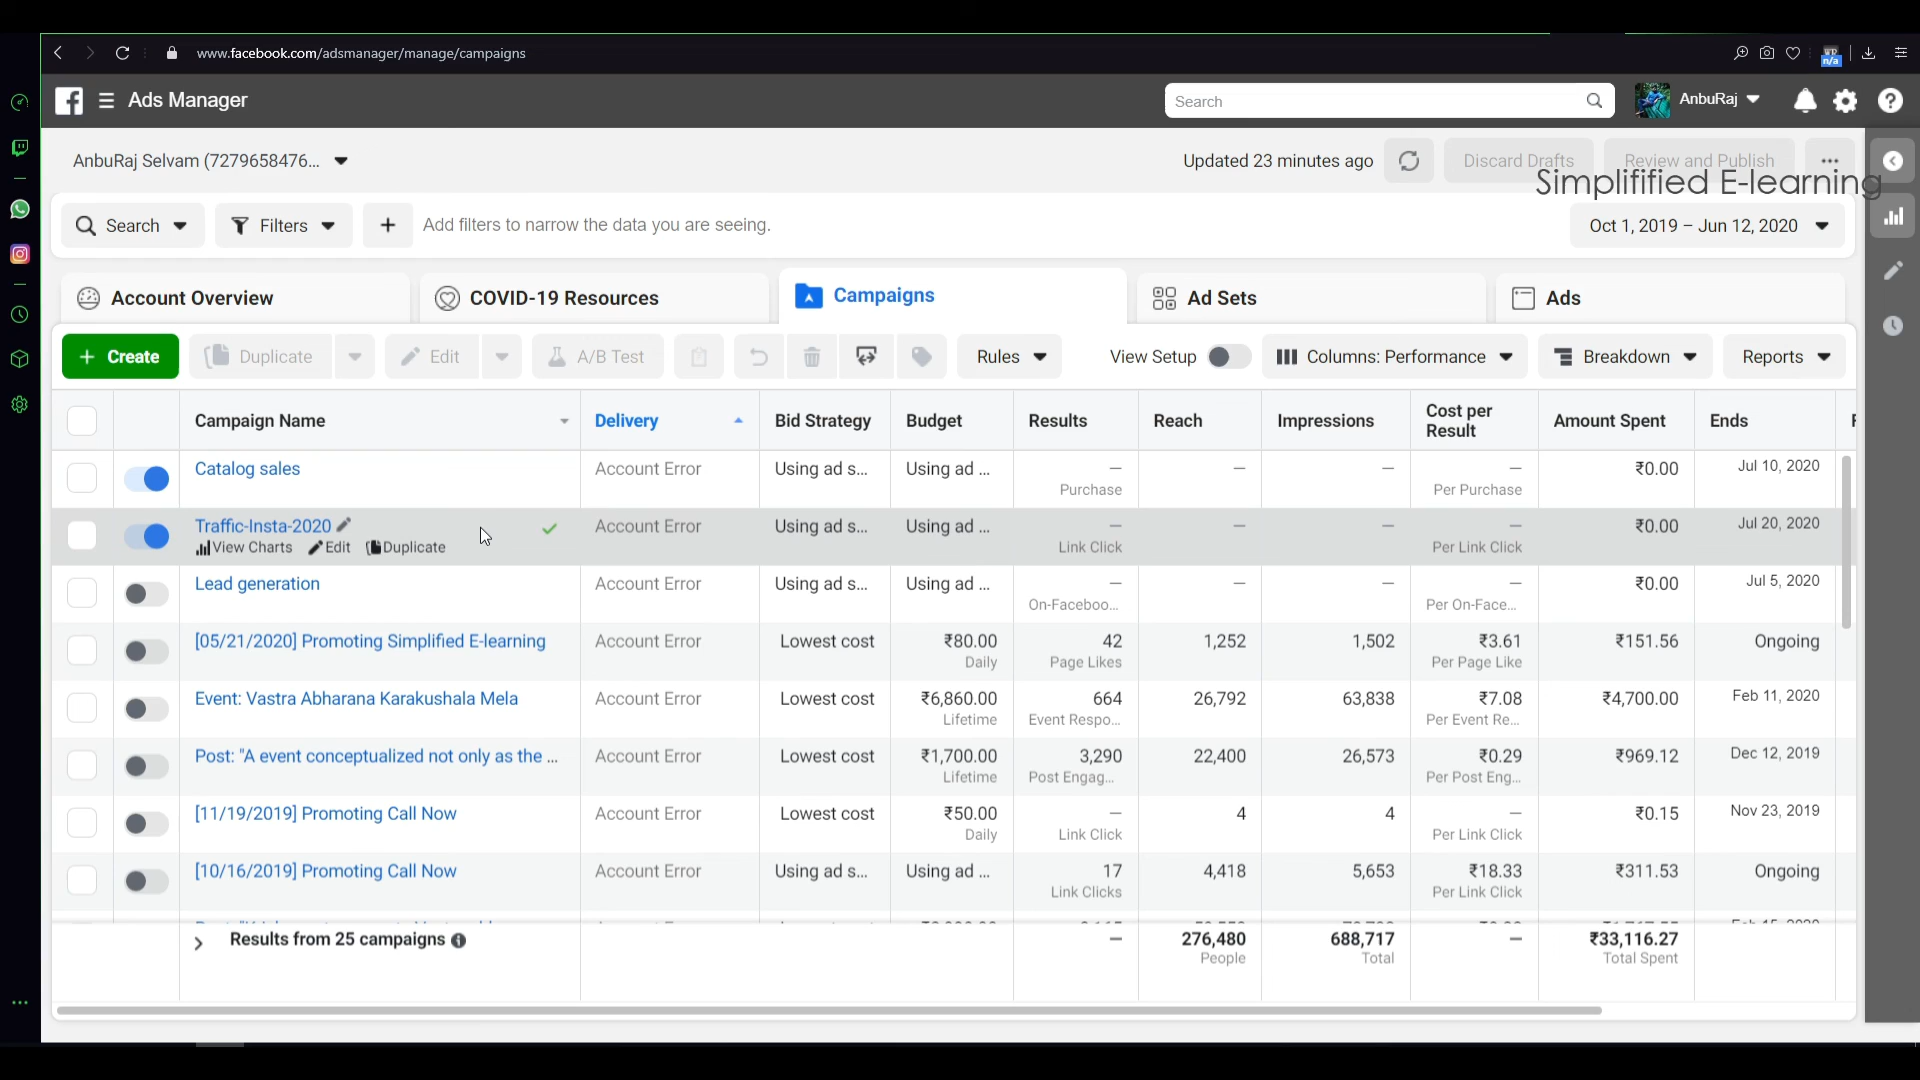 www.facebook.com/adsmanager/manage/campaigns
n/a
Ads Manager
Search
AnbuRaj
AnbuRaj Selvam (7279658476...
Updated 23 minutes ago
Discard Drafts
Review and Publish
Simplifified E-learning
Search
Filters
Add filters to narrow the data you are seeing.
Oct 1, 2019 – Jun 12, 2020
Account Overview
COVID-19 Resources
Campaigns
Ad Sets
Ads
+ Create
Duplicate
Edit
A/B Test
Rules
View Setup
Columns: Performance
Breakdown
Reports
Campaign Name Delivery Bid Strategy Budget Results Reach Impressions Cost per Result Amount Spent Ends
Catalog sales Account Error Using ad s... Using ad ... — — — — ₹0.00 Jul 10, 2020
Purchase Per Purchase
Traffic-Insta-2020 Account Error Using ad s... Using ad ... — — — — ₹0.00 Jul 20, 2020
View Charts Edit Duplicate Link Click Per Link Click
Lead generation Account Error Using ad s... Using ad ... — — — — ₹0.00 Jul 5, 2020
On-Faceboo... Per On-Face...
[05/21/2020] Promoting Simplified E-learning Account Error Lowest cost ₹80.00 42 1,252 1,502 ₹3.61 ₹151.56 Ongoing
Daily Page Likes Per Page Like
Event: Vastra Abharana Karakushala Mela Account Error Lowest cost ₹6,860.00 664 26,792 63,838 ₹7.08 ₹4,700.00 Feb 11, 2020
Lifetime Event Respo... Per Event Re...
Post: "A event conceptualized not only as the ... Account Error Lowest cost ₹1,700.00 3,290 22,400 26,573 ₹0.29 ₹969.12 Dec 12, 2019
Lifetime Post Engag... Per Post Eng...
[11/19/2019] Promoting Call Now Account Error Lowest cost ₹50.00 — 4 4 — ₹0.15 Nov 23, 2019
Daily Link Click Per Link Click
[10/16/2019] Promoting Call Now Account Error Using ad s... Using ad ... 17 4,418 5,653 ₹18.33 ₹311.53 Ongoing
Link Clicks Per Link Click
Results from 25 campaigns — 276,480 688,717 — ₹33,116.27
People Total Total Spent